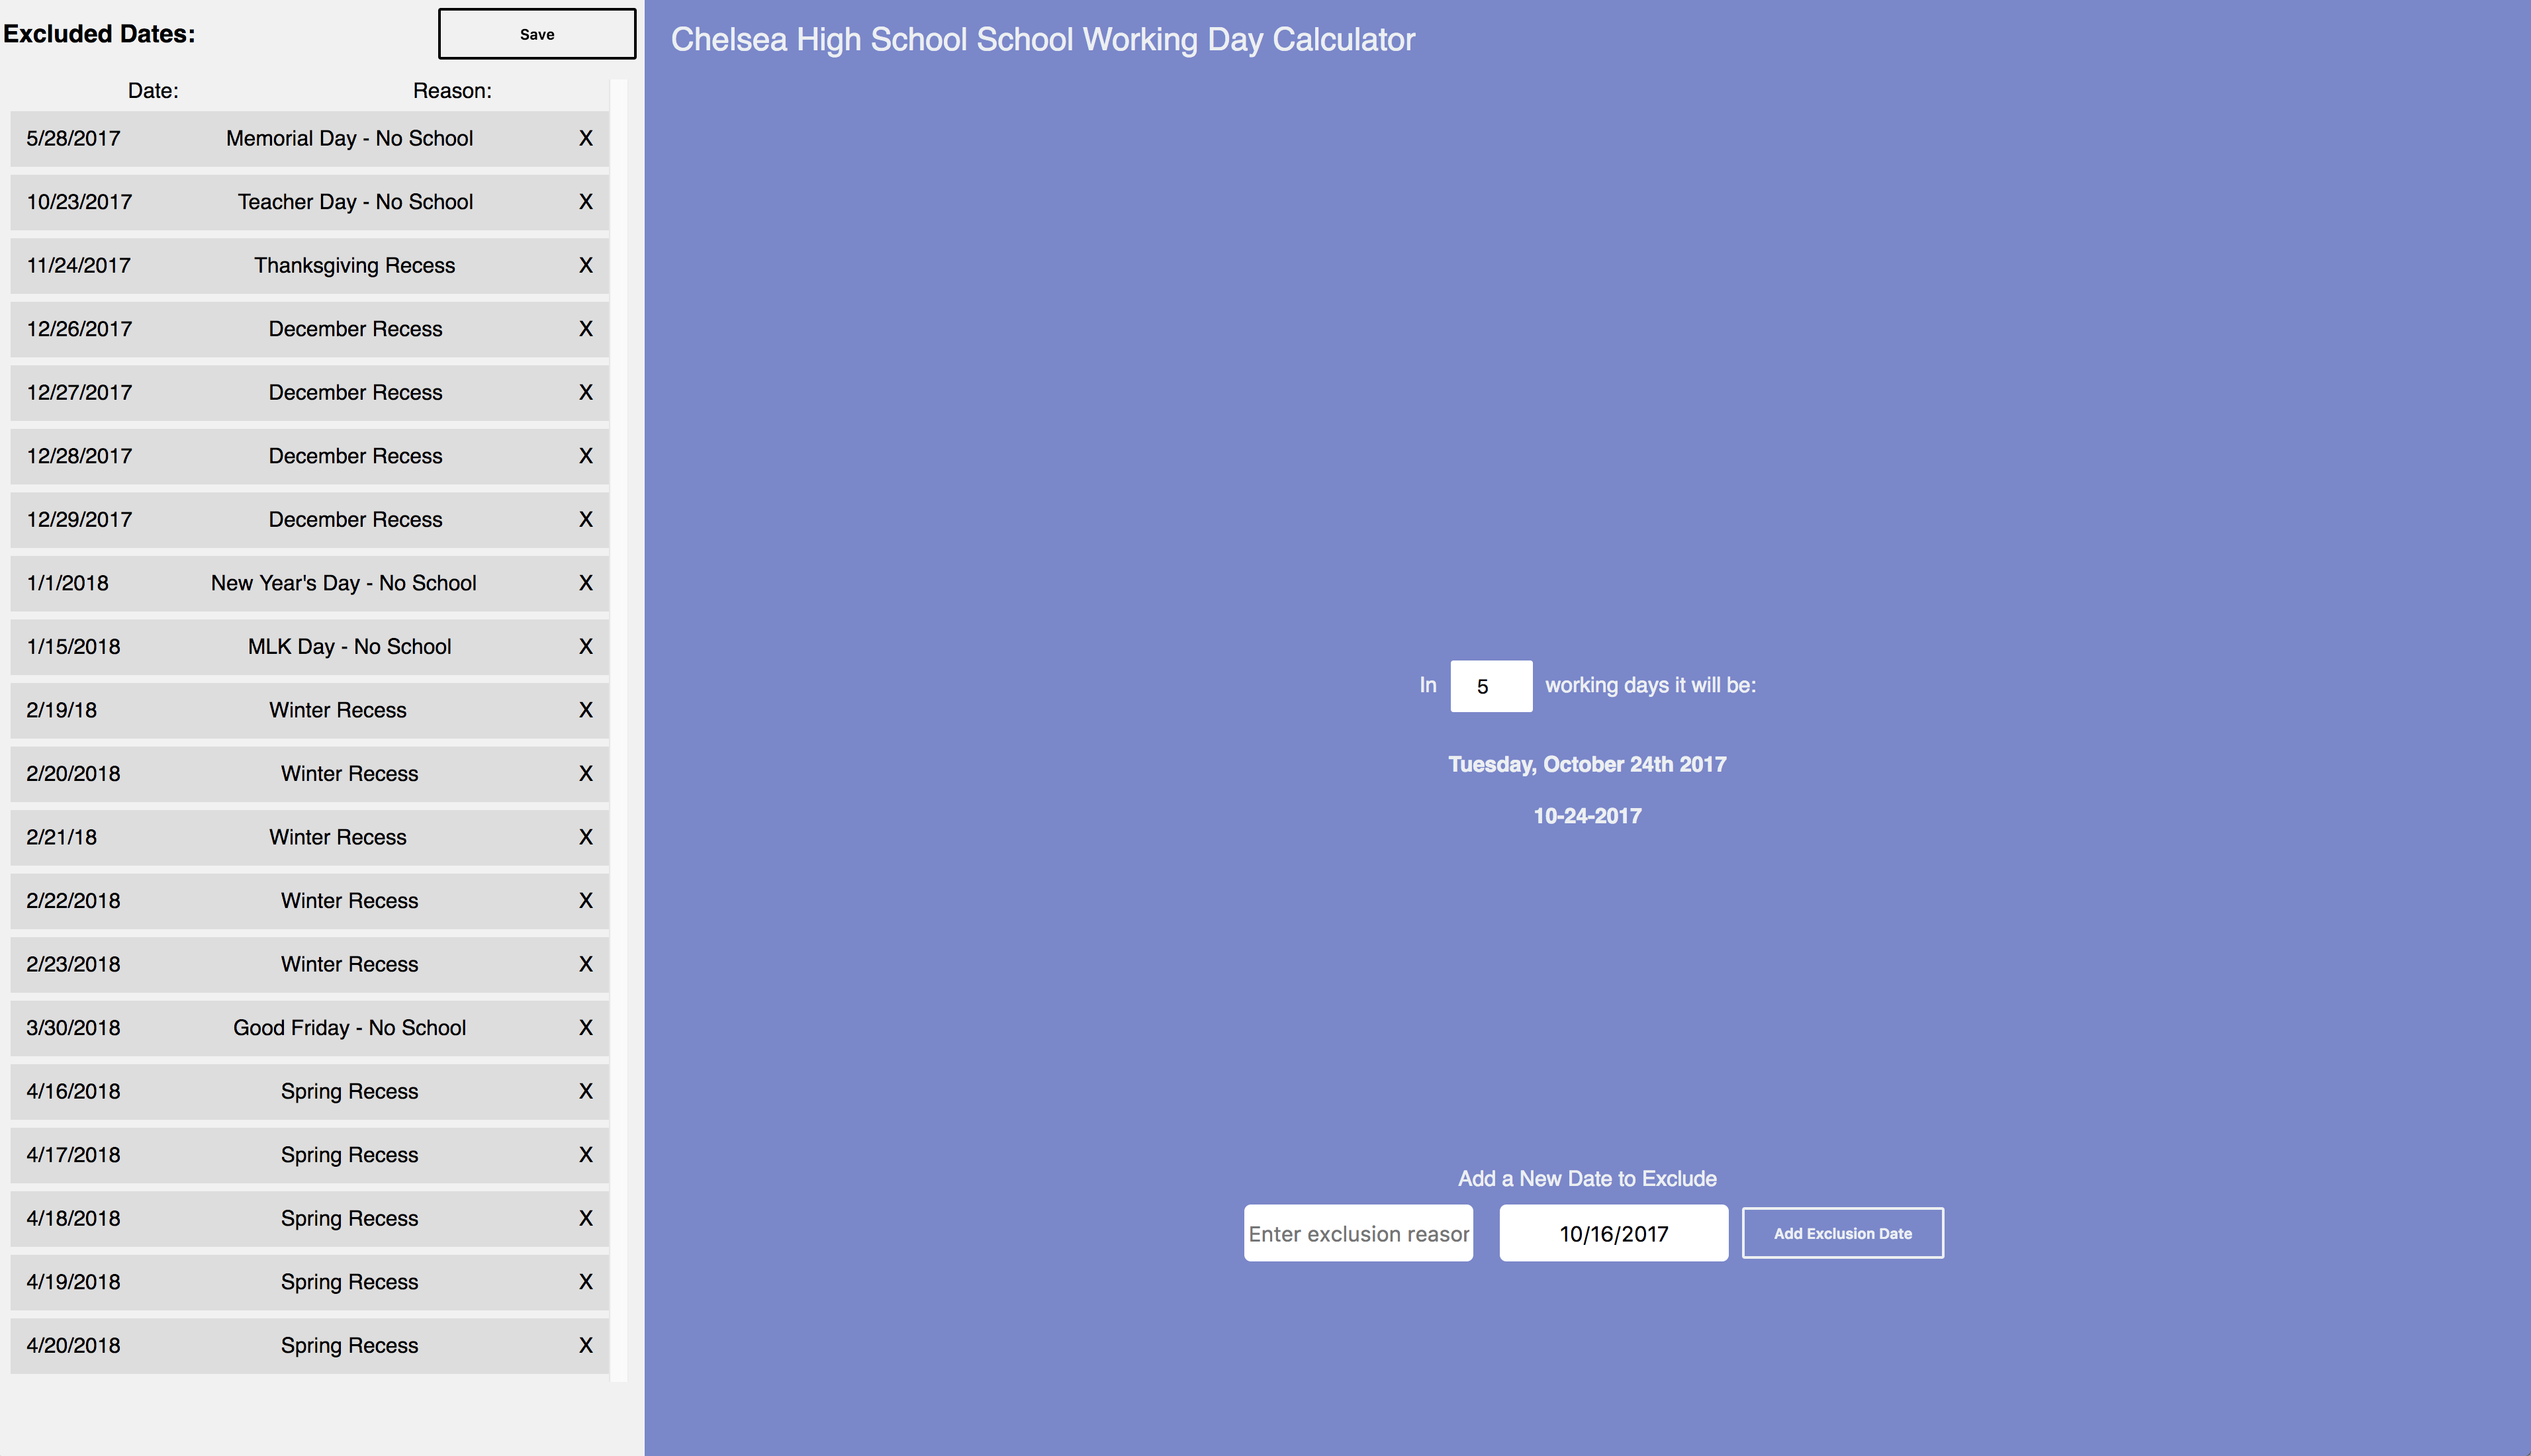 Excluded Dates:
Save
Date: Reason:
5/28/2017 Memorial Day - No School X
10/23/2017 Teacher Day - No School X
11/24/2017 Thanksgiving Recess X
12/26/2017 December Recess X
12/27/2017 December Recess X
12/28/2017 December Recess X
12/29/2017 December Recess X
1/1/2018 New Year's Day - No School X
1/15/2018 MLK Day - No School X
2/19/18 Winter Recess X
2/20/2018 Winter Recess X
2/21/18 Winter Recess X
2/22/2018 Winter Recess X
2/23/2018 Winter Recess X
3/30/2018 Good Friday - No School X
4/16/2018 Spring Recess X
4/17/2018 Spring Recess X
4/18/2018 Spring Recess X
4/19/2018 Spring Recess X
4/20/2018 Spring Recess X
Chelsea High School School Working Day Calculator
In 5 working days it will be:
Tuesday, October 24th 2017
10-24-2017
Add a New Date to Exclude
Enter exclusion reasor 10/16/2017 Add Exclusion Date